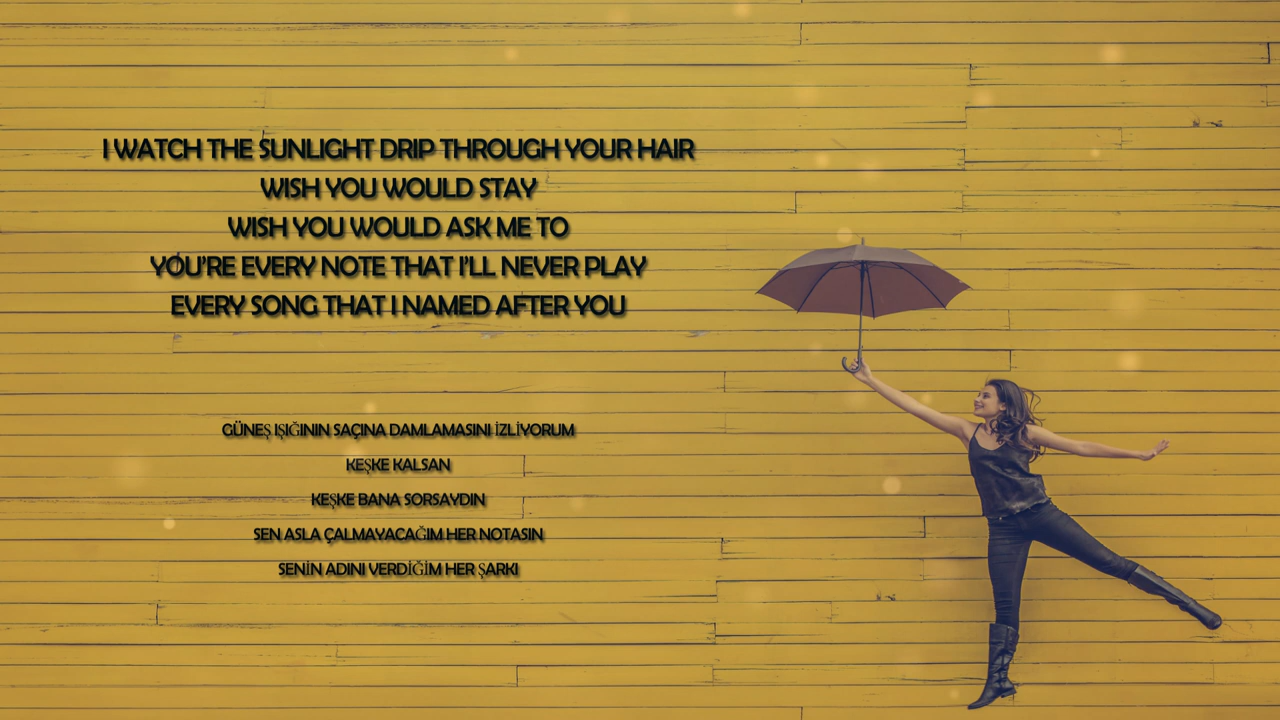 I WATCH THE SUNLIGHT DRIP THROUGH YOUR HAIR
WISH YOU WOULD STAY
WISH YOU WOULD ASK ME TO
YOU'RE EVERY NOTE THAT I'LL NEVER PLAY
EVERY SONG THAT I NAMED AFTER YOU
GÜNEŞ IŞIĞININ SAÇINA DAMLAMASINI İZLİYORUM
KEŞKE KALSAN
KEŞKE BANA SORSAYDIN
SEN ASLA ÇALMAYACAĞIM HER NOTASIN
SENİN ADINI VERDİĞİM HER ŞARKI